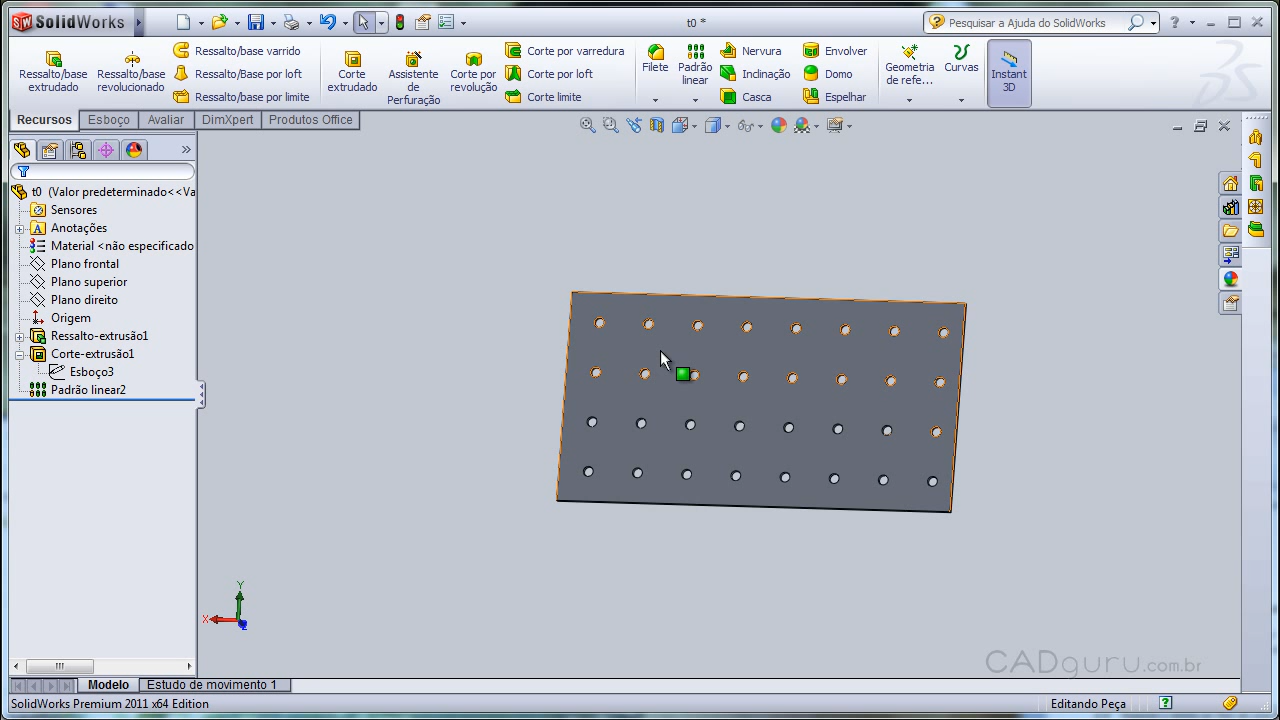 SolidWorks
t0 *
Pesquisar a Ajuda do SolidWorks
Ressalto/base extrudado
Ressalto/base revolucionado
Ressalto/base varrido
Ressalto/Base por loft
Ressalto/base por limite
Corte extrudado
Assistente de Perfuração
Corte por revolução
Corte por varredura
Corte por loft
Corte limite
Filete
Padrão linear
Nervura
Inclinação
Casca
Envolver
Domo
Espelhar
Geometria de refe...
Curvas
Instant 3D
Recursos
Esboço
Avaliar
DimXpert
Produtos Office
t0 (Valor predeterminado<<Va
Sensores
Anotações
Material <não especificado
Plano frontal
Plano superior
Plano direito
Origem
Ressalto-extrusão1
Corte-extrusão1
Esboço3
Padrão linear2
Y
X
Z
CADguru.com.br
Modelo
Estudo de movimento 1
SolidWorks Premium 2011 x64 Edition
Editando Peça